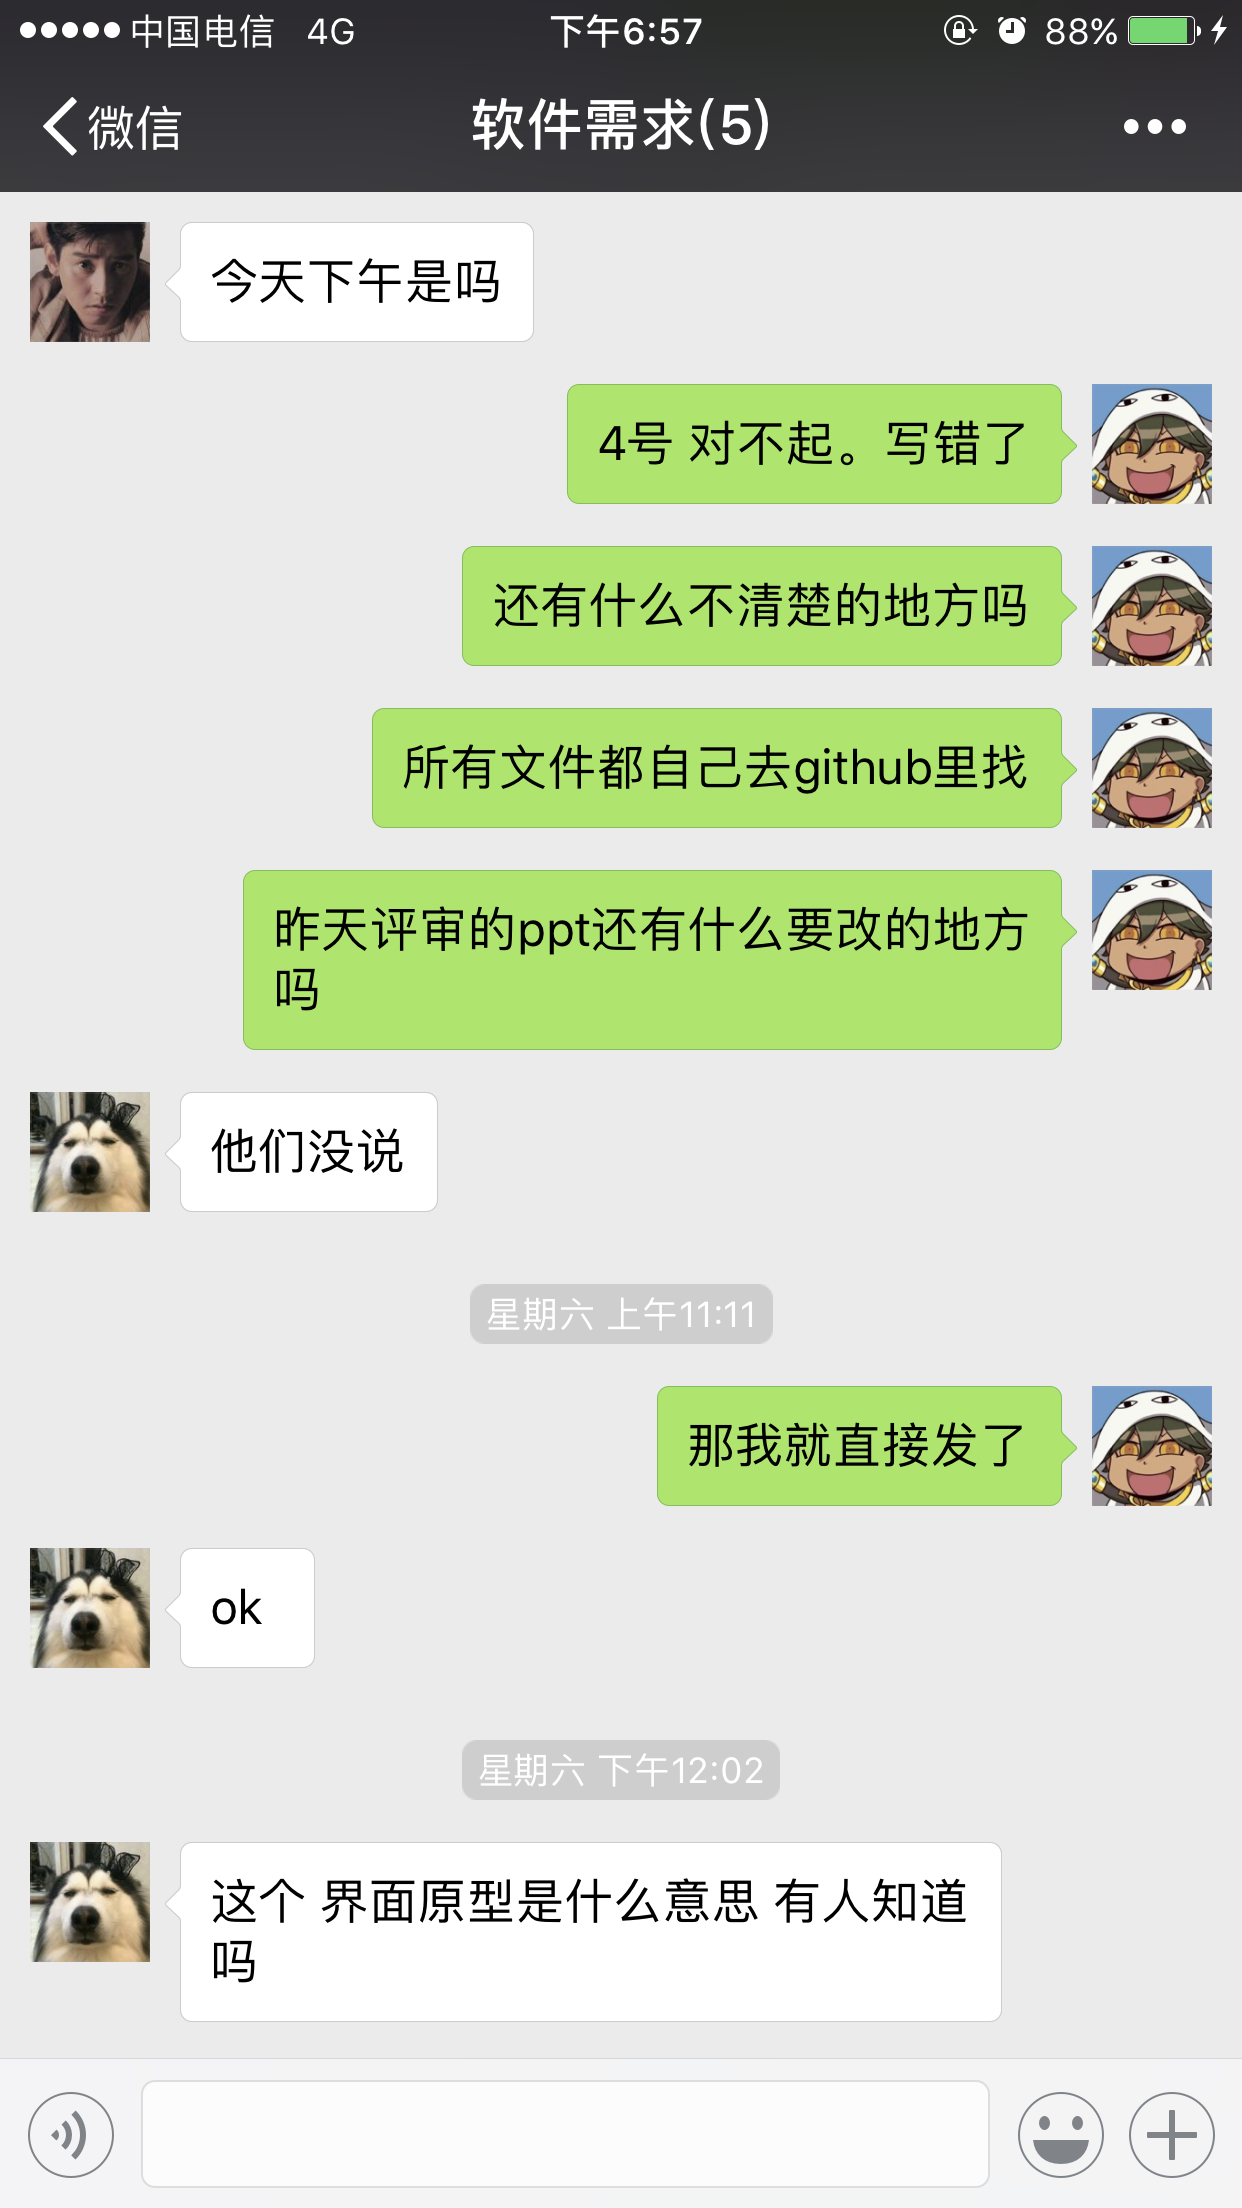 中国电信 4G 下午6:57 88%
微信 软件需求(5)
今天下午是吗
4号 对不起。写错了
还有什么不清楚的地方吗
所有文件都自己去github里找
昨天评审的ppt还有什么要改的地方
吗
他们没说
星期六 上午11:11
那我就直接发了
ok
星期六 下午12:02
这个 界面原型是什么意思 有人知道
吗